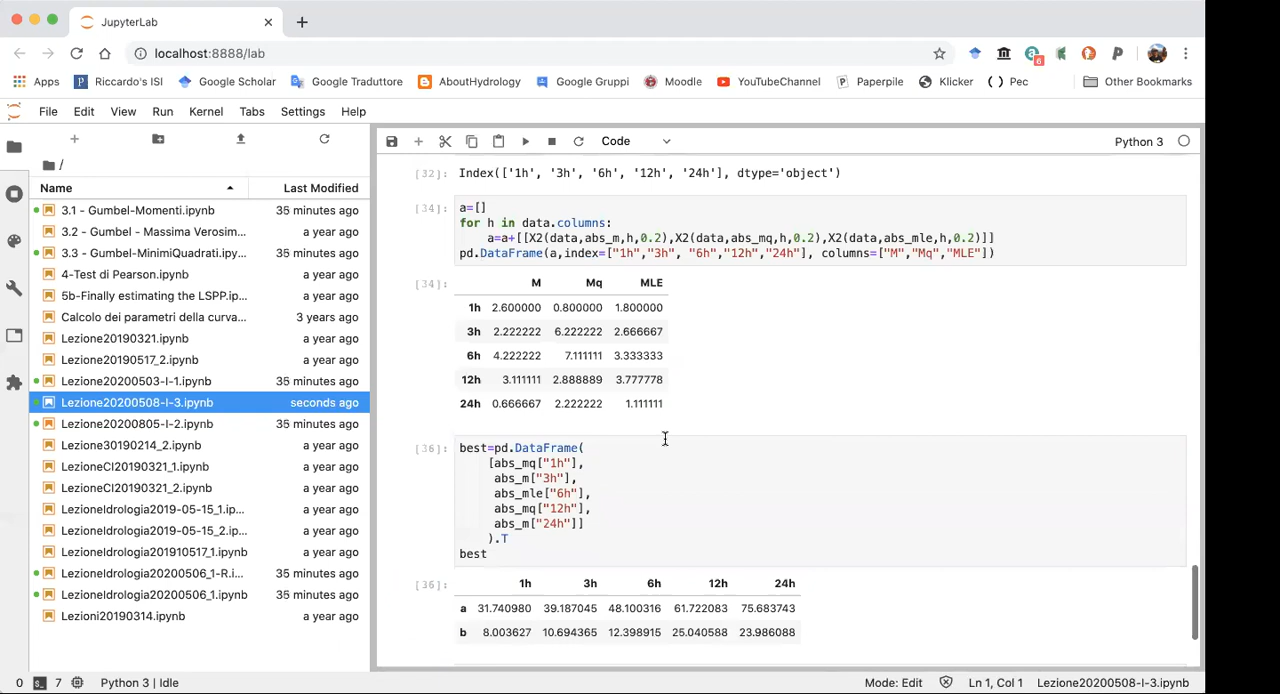 JupyterLab
localhost:8888/lab
6
Apps Riccardo's ISI Google Scholar Google Traduttore AboutHydrology Google Gruppi Moodle YouTubeChannel Paperpile Klicker Pec Other Bookmarks
File Edit View Run Kernel Tabs Settings Help
Code Python 3
/
Name Last Modified
3.1 - Gumbel-Momenti.ipynb 35 minutes ago
3.2 - Gumbel - Massima Verosim... a year ago
3.3 - Gumbel-MinimiQuadrati.ipy... 35 minutes ago
4-Test di Pearson.ipynb a year ago
5b-Finally estimating the LSPP.ip... a year ago
Calcolo dei parametri della curva... 3 years ago
Lezione20190321.ipynb a year ago
Lezione20190517_2.ipynb a year ago
Lezione20200503-I-1.ipynb 35 minutes ago
Lezione20200508-I-3.ipynb seconds ago
Lezione20200805-I-2.ipynb 35 minutes ago
Lezione30190214_2.ipynb a year ago
LezioneCI20190321_1.ipynb a year ago
LezioneCI20190321_2.ipynb a year ago
LezioneIdrologia2019-05-15_1.ip... a year ago
LezioneIdrologia2019-05-15_2.ip... a year ago
LezioneIdrologia201910517_1.ipynb a year ago
LezioneIdrologia20200506_1-R.i... 35 minutes ago
LezioneIdrologia20200506_1.ipynb 35 minutes ago
Lezioni20190314.ipynb a year ago
[32]: Index(['1h', '3h', '6h', '12h', '24h'], dtype='object')
[34]: a=[]
for h in data.columns:
a=a+[[X2(data,abs_m,h,0.2),X2(data,abs_mq,h,0.2),X2(data,abs_mle,h,0.2)]]
pd.DataFrame(a,index=["1h","3h", "6h","12h","24h"], columns=["M","Mq","MLE"])
[34]: M Mq MLE
1h 2.600000 0.800000 1.800000
3h 2.222222 6.222222 2.666667
6h 4.222222 7.111111 3.333333
12h 3.111111 2.888889 3.777778
24h 0.666667 2.222222 1.111111
[36]: best=pd.DataFrame(
[abs_mq["1h"],
abs_m["3h"],
abs_mle["6h"],
abs_mq["12h"],
abs_m["24h"]]
).T
best
[36]: 1h 3h 6h 12h 24h
a 31.740980 39.187045 48.100316 61.722083 75.683743
b 8.003627 10.694365 12.398915 25.040588 23.986088
0 7 Python 3 | Idle Mode: Edit Ln 1, Col 1 Lezione20200508-I-3.ipynb